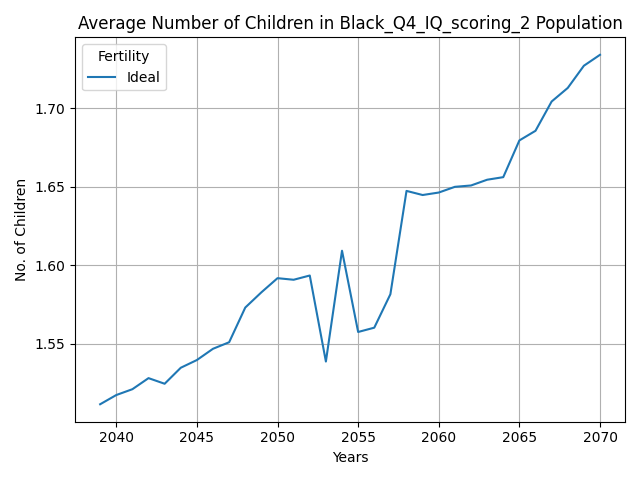 Average Number of Children in Black_Q4_IQ_scoring_2 Population
Fertility
Ideal
No. of Children
1.70
1.65
1.60
1.55
2040 2045 2050 2055 2060 2065 2070
Years